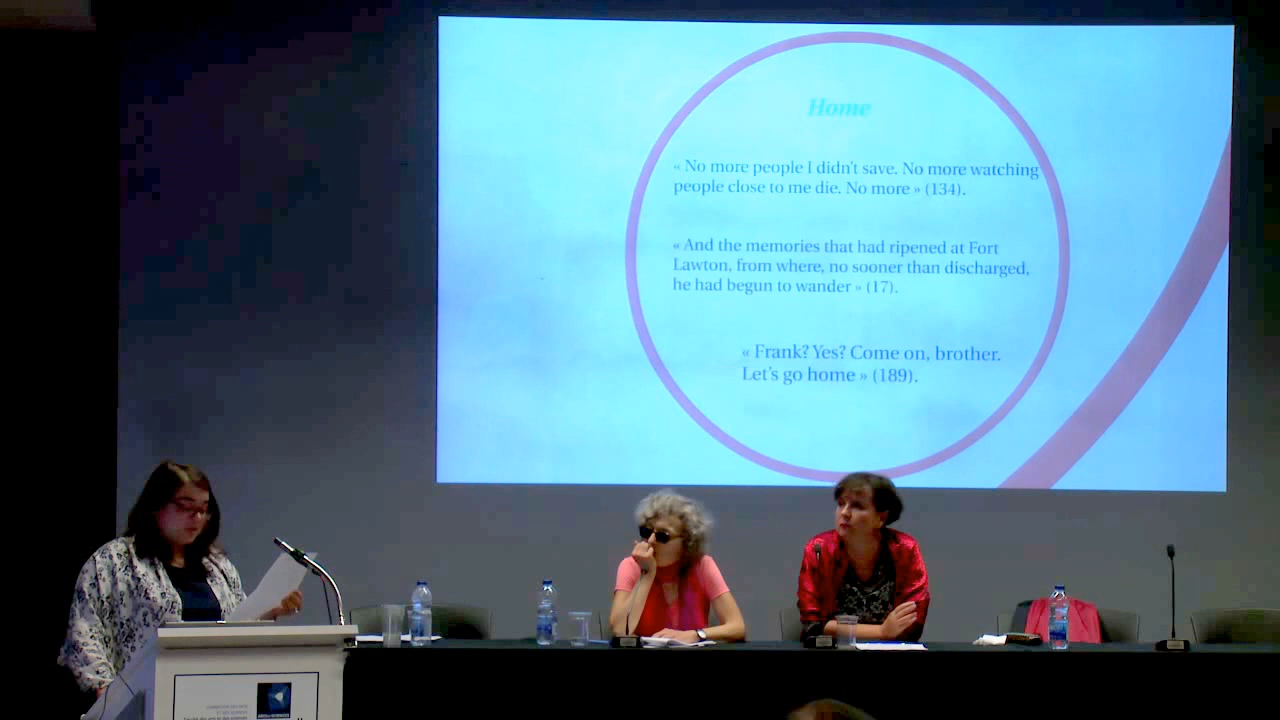 Home
« No more people I didn't save. No more watching
people close to me die. No more » (134).
« And the memories that had ripened at Fort
Lawton, from where, no sooner than discharged,
he had begun to wander » (17).
« Frank? Yes? Come on, brother.
Let's go home » (189).